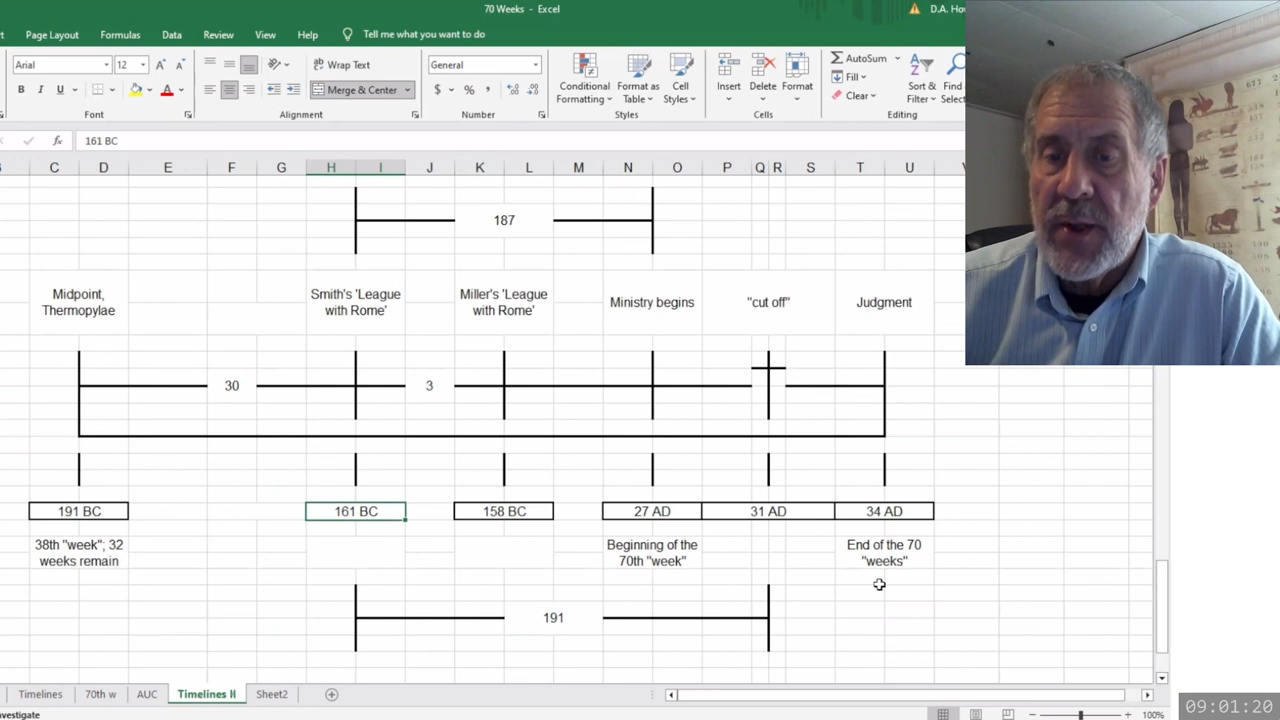 70 Weeks - Excel
D.A. Ho
Page Layout Formulas Data Review View Help Tell me what you want to do
Arial 12 A A Wrap Text General AutoSum
Fill
B I U A Merge & Center $ % Conditional Formatting Format as Table Cell Styles Insert Delete Format Clear Sort & Filter Find Select
Font Alignment Number Styles Cells Editing
fx 161 BC
C D E F G H I J K L M N O P Q R S T U
187
Midpoint, Smith's 'League Miller's 'League Ministry begins "cut off" Judgment
Thermopylae with Rome' with Rome'
30 3
191 BC 161 BC 158 BC 27 AD 31 AD 34 AD
38th "week"; 32 Beginning of the End of the 70
weeks remain 70th "week" "weeks"
191
Timelines 70th w AUC Timelines II Sheet2
nvestigate 100%
09:01:20
677